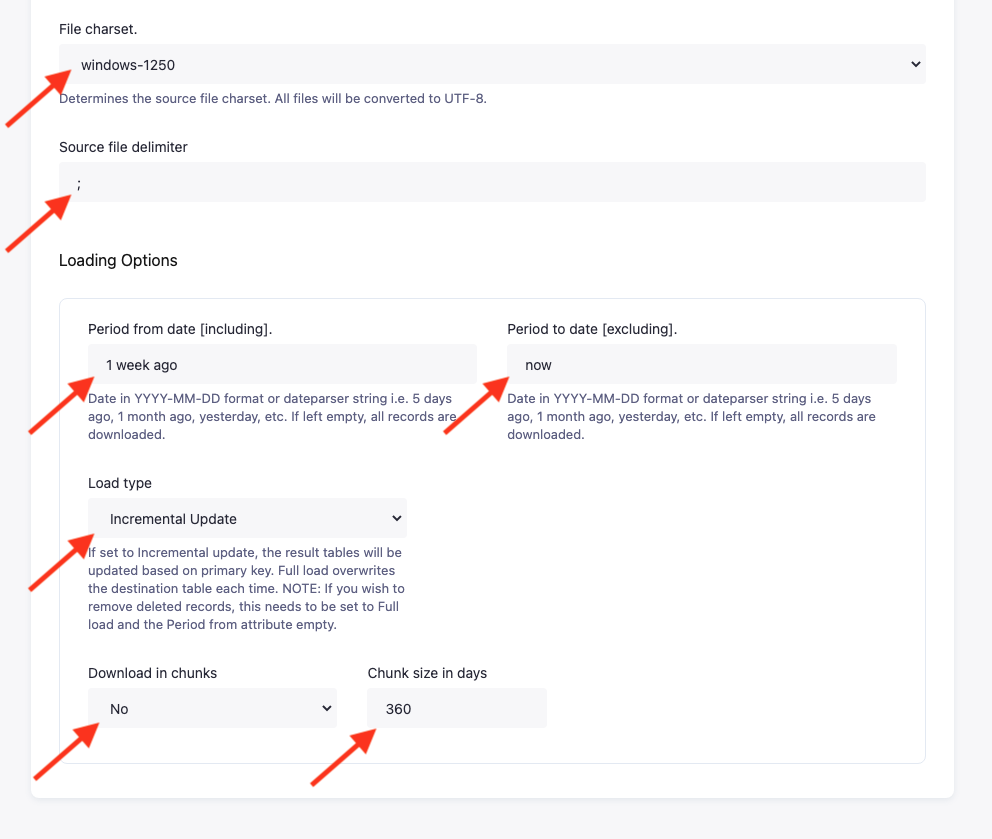 File charset.
windows-1250
Determines the source file charset. All files will be converted to UTF-8.
Source file delimiter
;
Loading Options
Period from date [including].
1 week ago
Date in YYYY-MM-DD format or dateparser string i.e. 5 days
ago, 1 month ago, yesterday, etc. If left empty, all records are
downloaded.
Period to date [excluding].
now
Date in YYYY-MM-DD format or dateparser string i.e. 5 days
ago, 1 month ago, yesterday, etc. If left empty, all records are
downloaded.
Load type
Incremental Update
If set to Incremental update, the result tables will be
updated based on primary key. Full load overwrites
the destination table each time. NOTE: If you wish to
remove deleted records, this needs to be set to Full
load and the Period from attribute empty.
Download in chunks
No
Chunk size in days
360